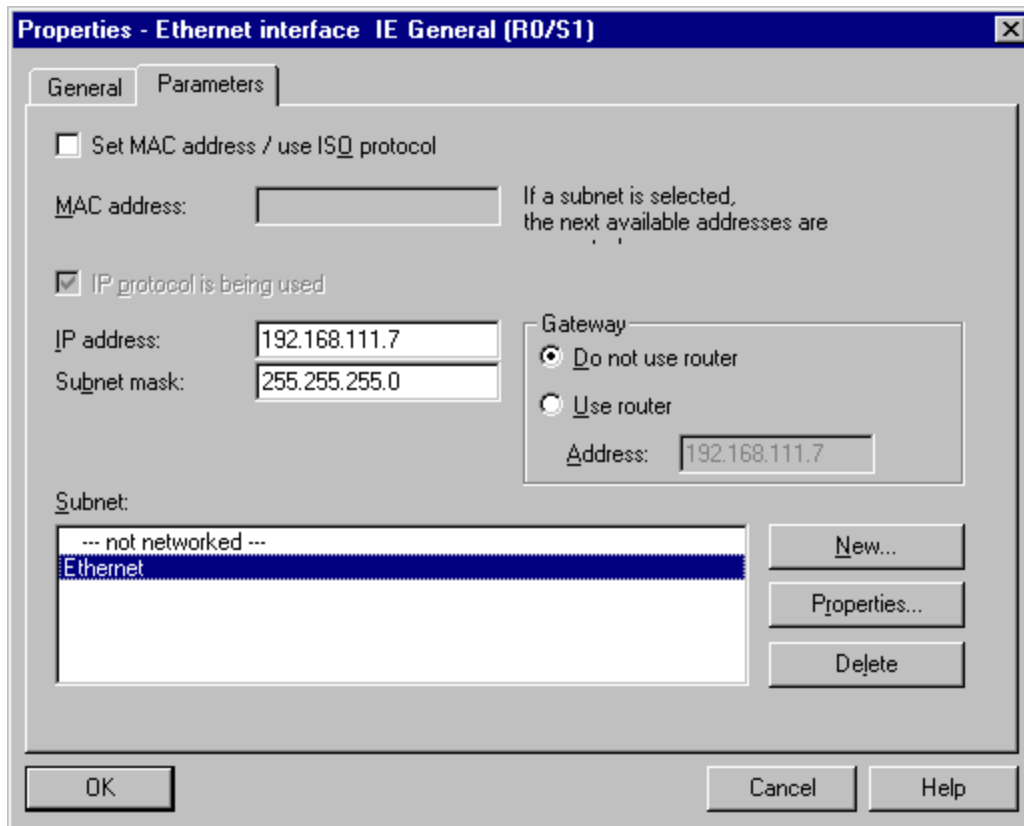 Properties - Ethernet interface IE General (R0/S1)
General Parameters
Set MAC address / use ISO protocol
MAC address:
If a subnet is selected,
the next available addresses are
IP protocol is being used
IP address: 192.168.111.7
Subnet mask: 255.255.255.0
Gateway
Do not use router
Use router
Address: 192.168.111.7
Subnet:
--- not networked ---
Ethernet
New...
Properties...
Delete
OK Cancel Help